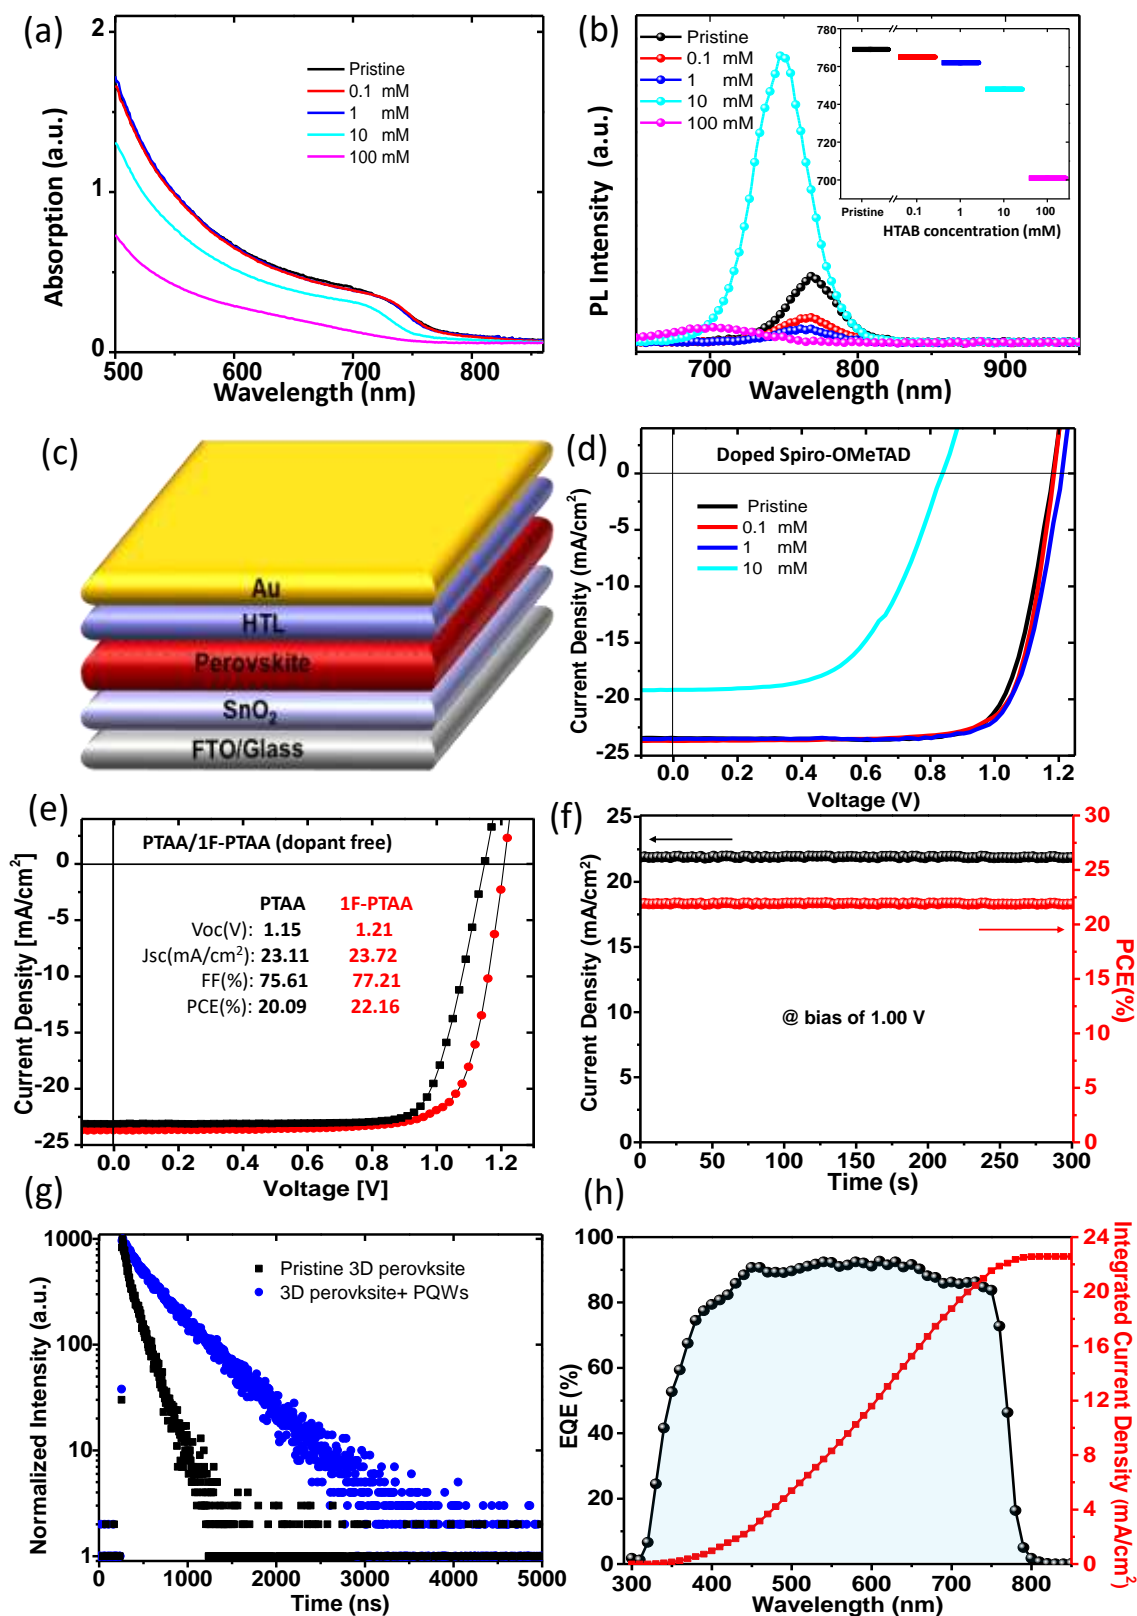 (a)
2
1
0
500
600
700
800
Absorption (a.u.)
Wavelength (nm)
Pristine
0.1 mM
1 mM
10 mM
100 mM
(b)
Pristine
0.1 mM
1 mM
10 mM
100 mM
PL Intensity (a.u.)
700
800
900
Wavelength (nm)
780
760
740
720
700
Pristine
0.1
1
10
100
HTAB concentration (mM)
(c)
Au
HTL
Perovskite
SnO₂
FTO/Glass
(d)
Doped Spiro-OMeTAD
Pristine
0.1 mM
1 mM
10 mM
0
-5
-10
-15
-20
-25
Current Density (mA/cm²)
0.0
0.2
0.4
0.6
0.8
1.0
1.2
Voltage (V)
(e)
PTAA/1F-PTAA (dopant free)
PTAA 1F-PTAA
Voc(V): 1.15 1.21
Jsc(mA/cm²): 23.11 23.72
FF(%): 75.61 77.21
PCE(%): 20.09 22.16
0
-5
-10
-15
-20
-25
Current Density [mA/cm²]
0.0
0.2
0.4
0.6
0.8
1.0
1.2
Voltage [V]
(f)
25
20
15
10
5
0
Current Density (mA/cm²)
@ bias of 1.00 V
30
26
22
17
13
9
4
0
PCE(%)
0
50
100
150
200
250
300
Time (s)
(g)
1000
100
10
1
Normalized Intensity (a.u.)
Pristine 3D perovksite
3D perovksite+ PQWs
0
1000
2000
3000
4000
5000
Time (ns)
(h)
100
80
60
40
20
0
EQE (%)
24
20
16
12
8
4
0
Integrated Current Density (mA/cm²)
300
400
500
600
700
800
Wavelength (nm)